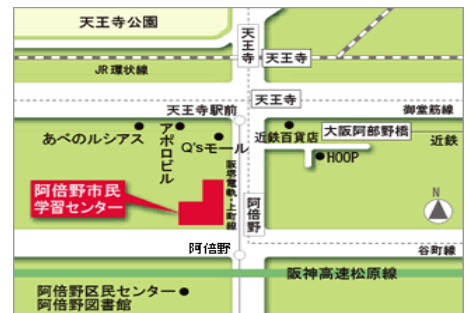 天王寺公園
天王寺
天王寺
JR環状線
天王寺
天王寺駅前
御堂筋線
あべのルシアス
アポロビル
Q'sモール
近鉄百貨店
大阪阿部野橋
近鉄
HOOP
阪堺電軌・上町線
阿倍野市民
学習センター
阿倍野
N
阿倍野
谷町線
阪神高速松原線
阿倍野区民センター
阿倍野図書館